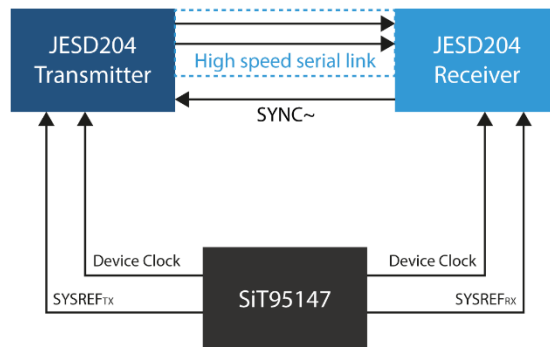 JESD204
Transmitter
High speed serial link
JESD204
Receiver
SYNC~
Device Clock
Device Clock
SiT95147
SYSREFTX
SYSREFRX